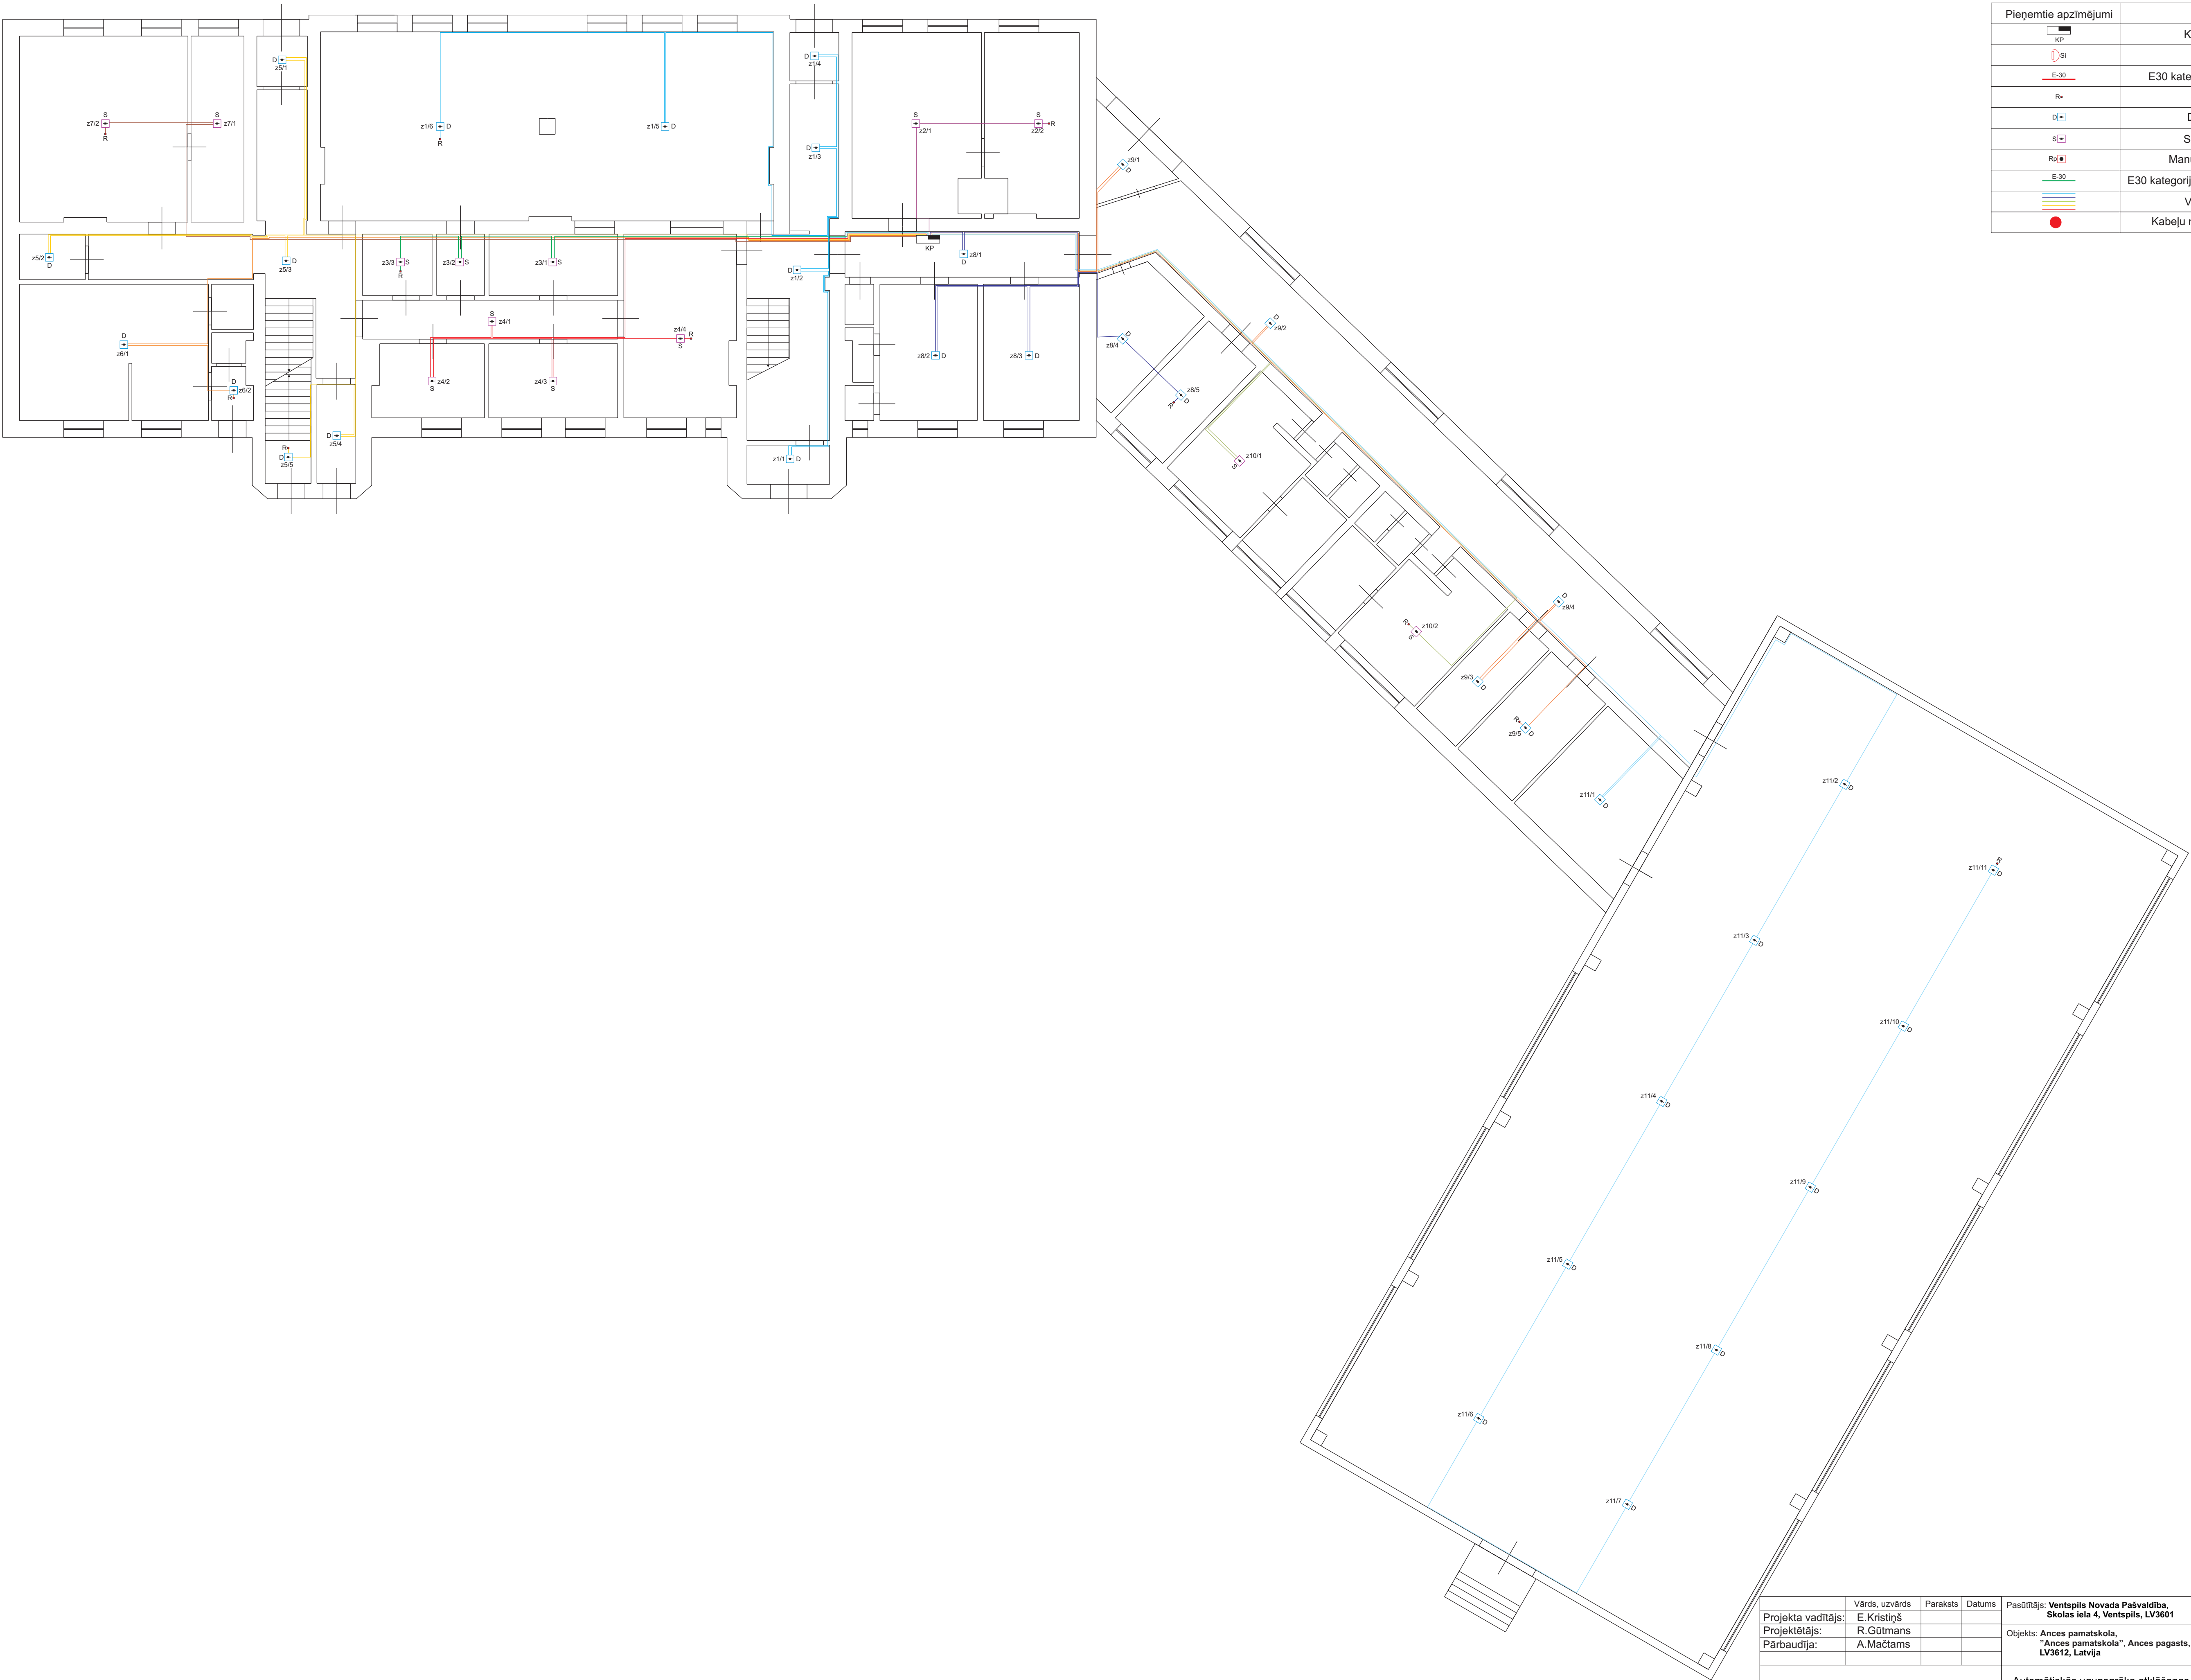 Pieņemtie apzīmējumi
KP
K
Si
E-30
E30 kate
R
D
D
S
S
Rp
Man
E-30
E30 kategorij
V
Kabeļu
D
z5/1
D
z1/4
S
z7/2
R
S
z7/1
z1/6
D
R
z1/5
D
D
z1/3
S
z2/1
S
z2/2
R
z9/1
D
z5/2
D
D
z5/3
z3/3
S
R
z3/2
S
z3/1
S
D
z1/2
KP
z8/1
D
S
z4/1
z4/4
S
R
D
z6/1
z8/2
D
z8/3
D
D
z8/4
D
z9/2
D
z6/2
R
z4/2
S
z4/3
S
z8/5
R
D
D
z5/4
R
D
z5/5
z1/1
D
z10/1
S
D
z9/4
R
z10/2
S
z9/3
D
R
z9/5
D
z11/1
D
z11/2
D
z11/11
R
D
z11/3
D
z11/10
D
z11/4
D
z11/9
D
z11/5
D
z11/8
D
z11/6
D
z11/7
D
Vārds, uzvārds Paraksts Datums
Projekta vadītājs: E.Kristiņš
Projektētājs: R.Gūtmans
Pārbaudīja: A.Mačtams
Pasūtītājs: Ventspils Novada Pašvaldība,
Skolas iela 4, Ventspils, LV3601
Objekts: Ances pamatskola,
”Ances pamatskola”, Ances pagasts,
LV3612, Latvija